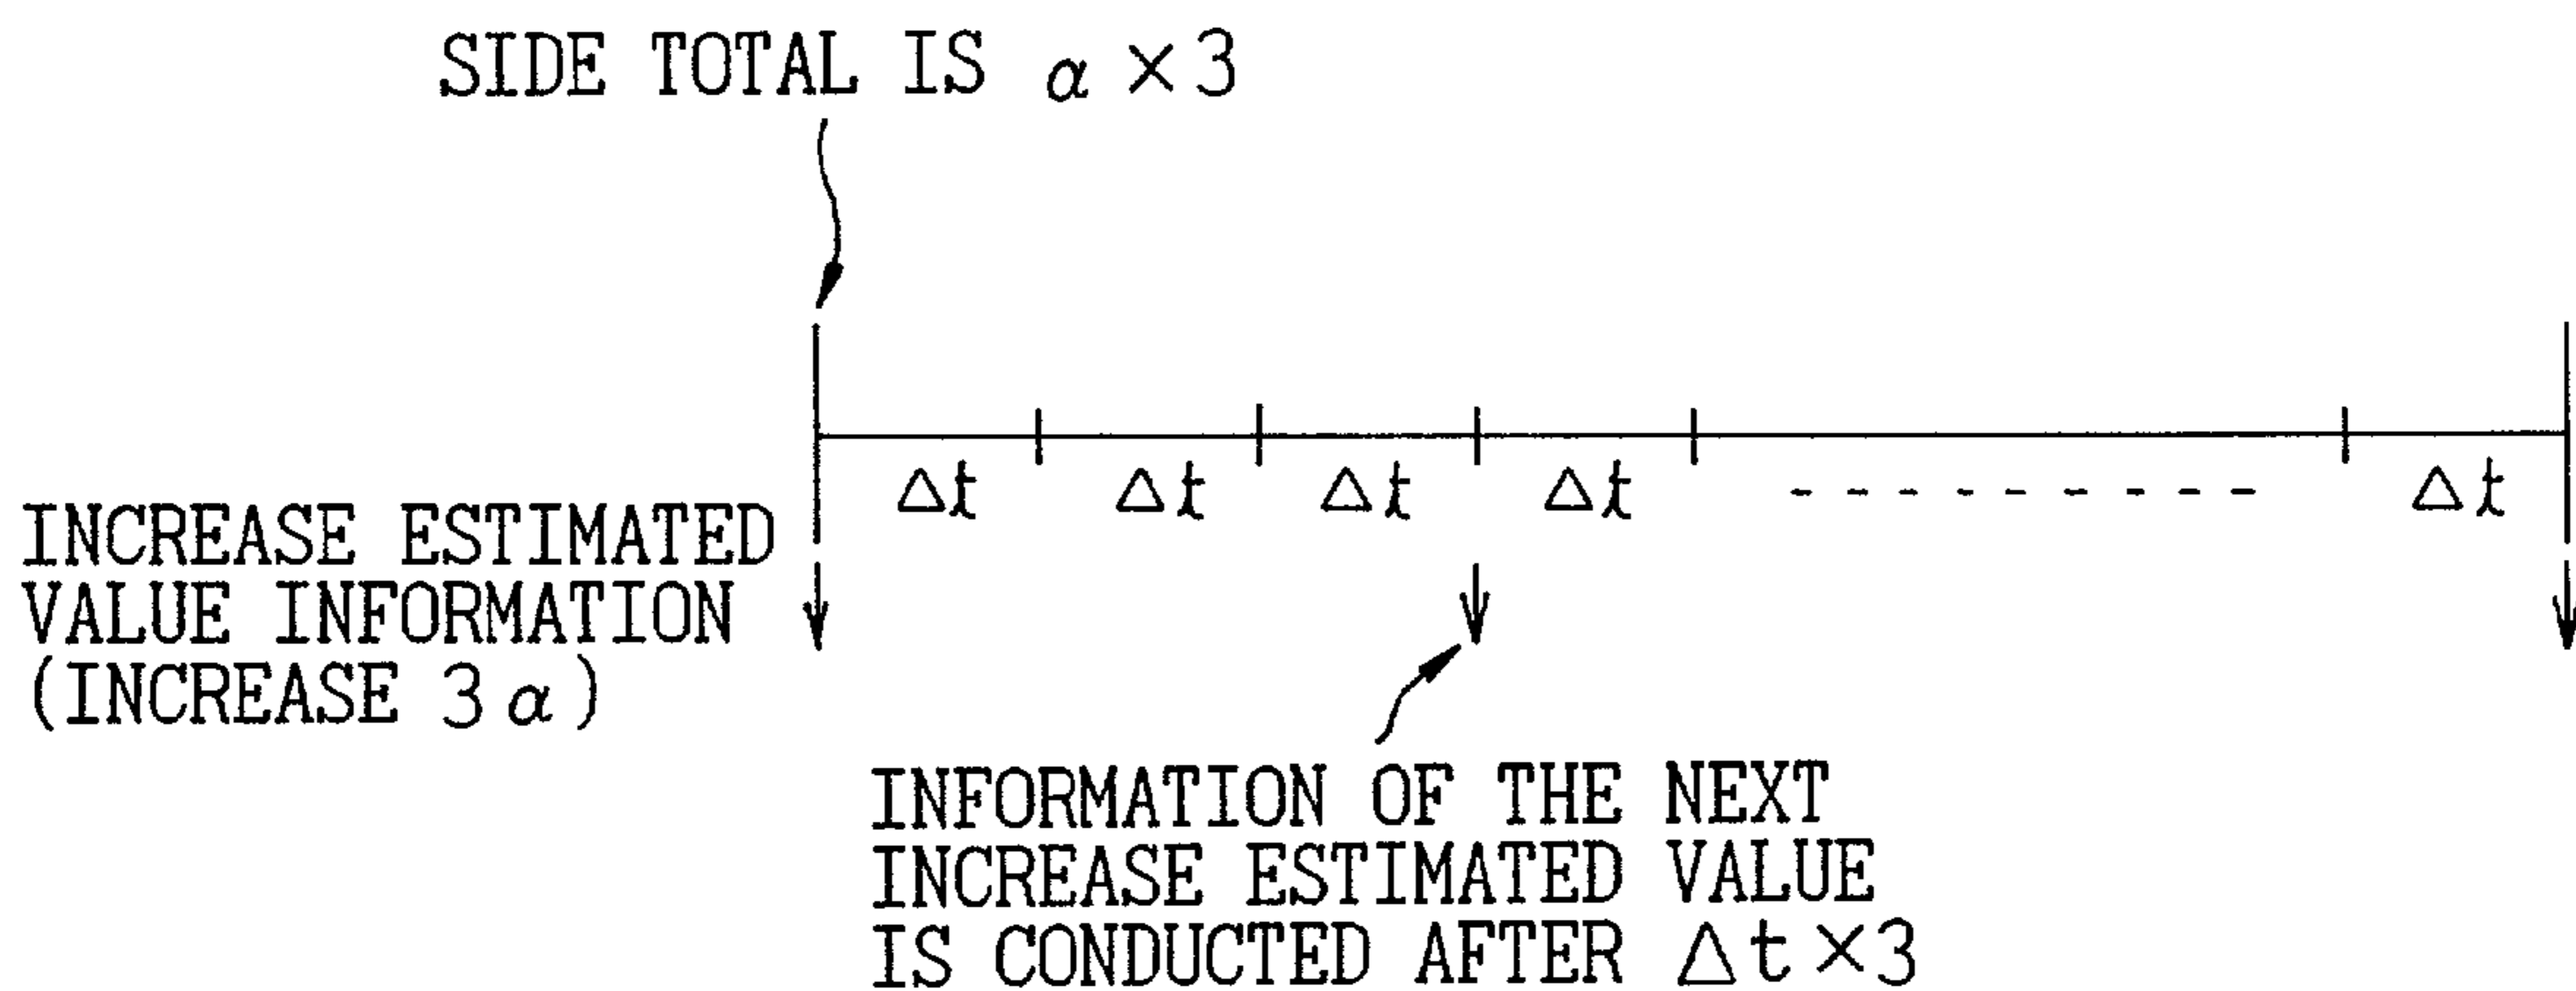 SIDE TOTAL IS α×3
Δt Δt Δt Δt --------- Δt
INCREASE ESTIMATED
VALUE INFORMATION
(INCREASE 3α)
INFORMATION OF THE NEXT
INCREASE ESTIMATED VALUE
IS CONDUCTED AFTER Δt×3